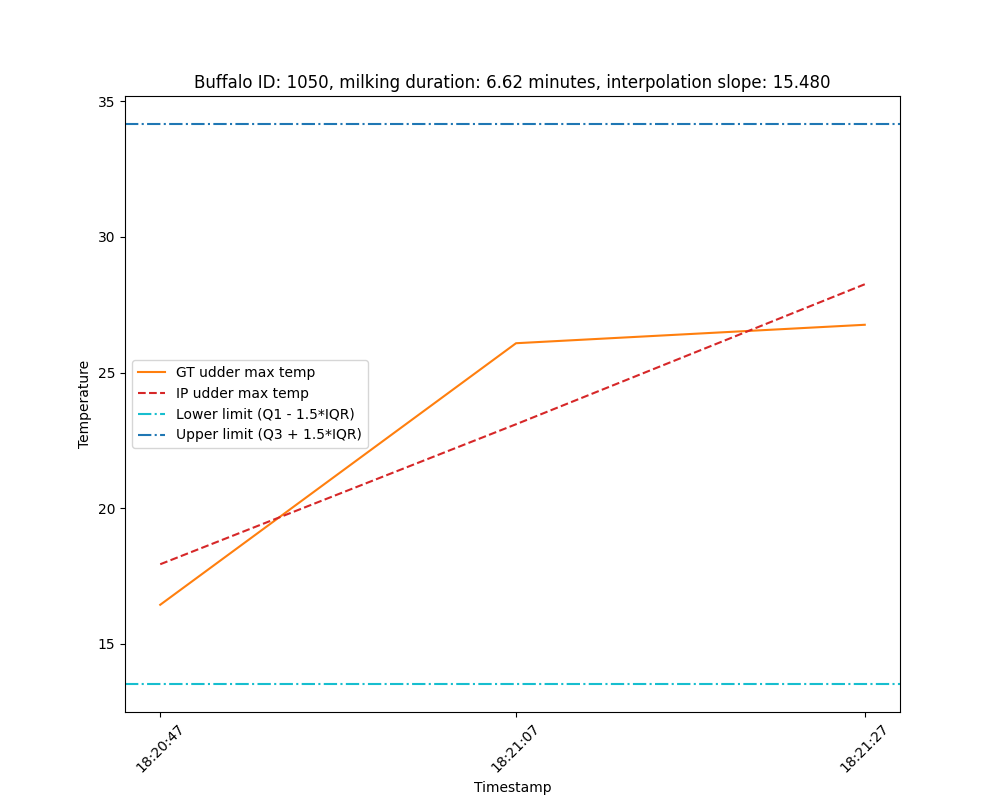 Buffalo ID: 1050, milking duration: 6.62 minutes, interpolation slope: 15.480
35
30
25
20
15
Temperature
GT udder max temp
IP udder max temp
Lower limit (Q1 - 1.5*IQR)
Upper limit (Q3 + 1.5*IQR)
18:20:47
18:21:07
18:21:27
Timestamp